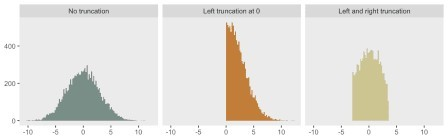 No truncation
Left truncation at 0
Left and right truncation
400
200
0
-10 -5 0 5 10
-10 -5 0 5 10
-10 -5 0 5 10